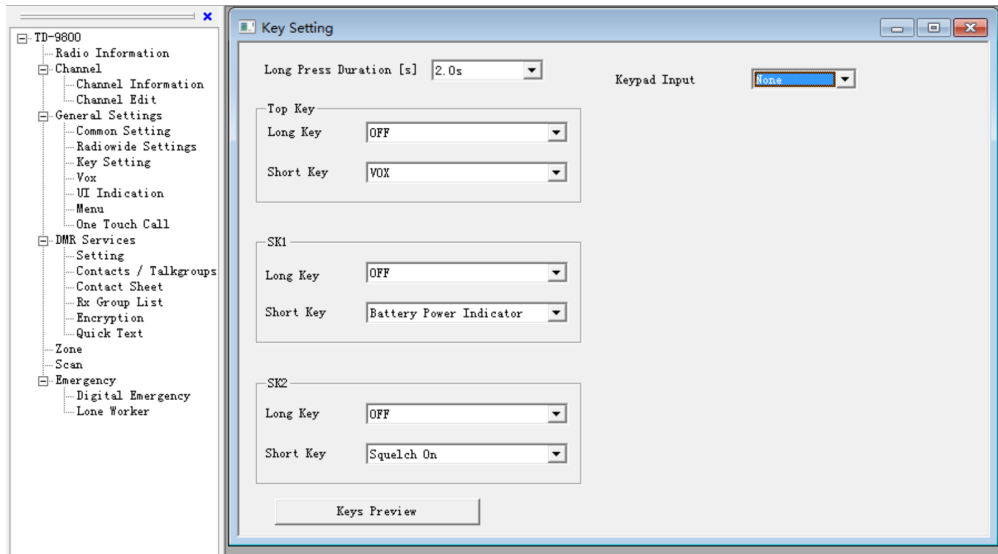 TD-9800
Radio Information
Channel
Channel Information
Channel Edit
General Settings
Common Setting
Radiowide Settings
Key Setting
Vox
UI Indication
Menu
One Touch Call
DMR Services
Setting
Contacts / Talkgroups
Contact Sheet
Rx Group List
Encryption
Quick Text
Zone
Scan
Emergency
Digital Emergency
Lone Worker
Key Setting
Long Press Duration [s] 2.0s
Keypad Input None
Top Key
Long Key OFF
Short Key VOX
SK1
Long Key OFF
Short Key Battery Power Indicator
SK2
Long Key OFF
Short Key Squelch On
Keys Preview